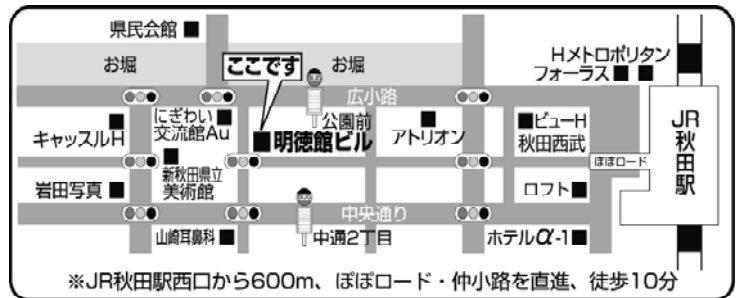 県民会館
お堀
ここです
お堀
Hメトロポリタン
フォーラス
広小路
キャッスルH
にぎわい
交流館Au
公園前
明徳館ビル
アトリオン
ビューH
秋田西武
JR
秋田駅
ぽぽロード
岩田写真
新秋田県立
美術館
ロフト
中央通り
山崎耳鼻科
中通2丁目
ホテルα-1
※JR秋田駅西口から600m、ぽぽロード・仲小路を直進、徒歩10分